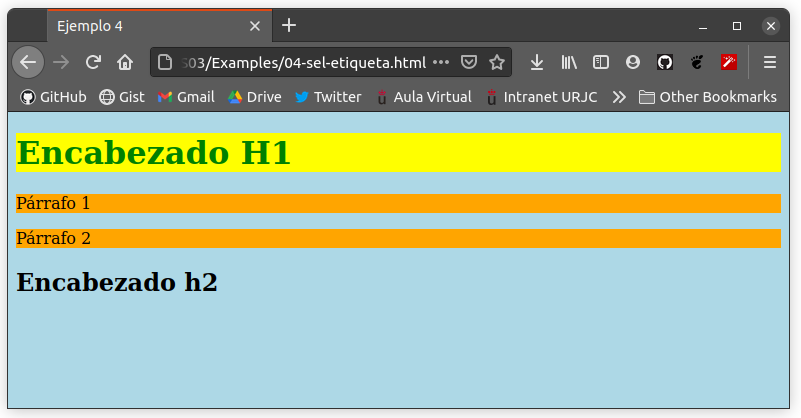 Ejemplo 4
S03/Examples/04-sel-etiqueta.html
GitHub Gist Gmail Drive Twitter Aula Virtual Intranet URJC Other Bookmarks
Encabezado H1
Párrafo 1
Párrafo 2
Encabezado h2